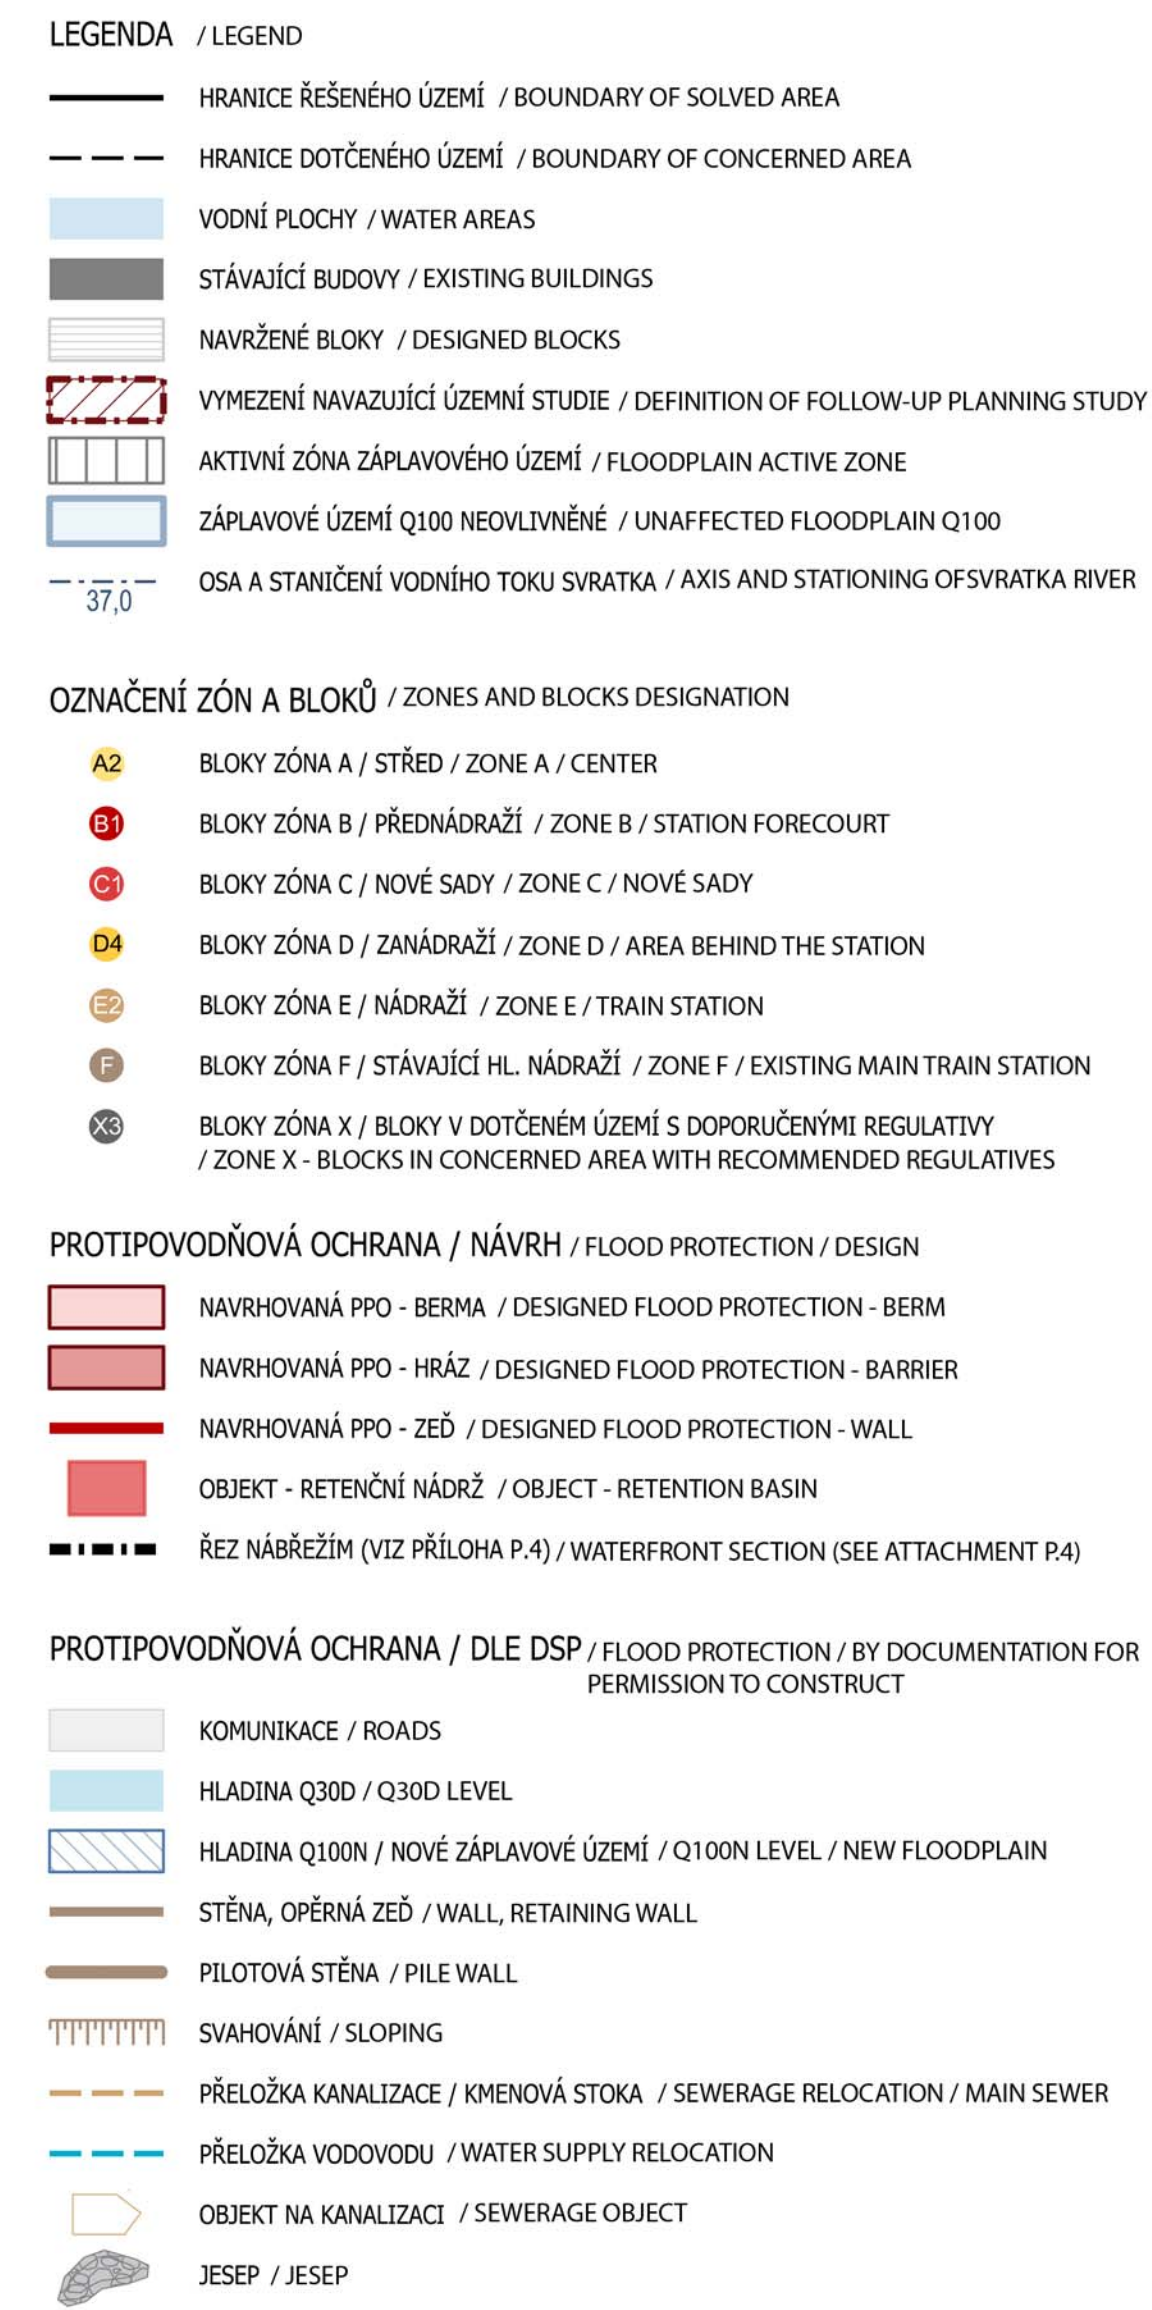 LEGENDA / LEGEND
HRANICE ŘEŠENÉHO ÚZEMÍ / BOUNDARY OF SOLVED AREA
HRANICE DOTČENÉHO ÚZEMÍ / BOUNDARY OF CONCERNED AREA
VODNÍ PLOCHY / WATER AREAS
STÁVAJÍCÍ BUDOVY / EXISTING BUILDINGS
NAVRŽENÉ BLOKY / DESIGNED BLOCKS
VYMEZENÍ NAVAZUJÍCÍ ÚZEMNÍ STUDIE / DEFINITION OF FOLLOW-UP PLANNING STUDY
AKTIVNÍ ZÓNA ZÁPLAVOVÉHO ÚZEMÍ / FLOODPLAIN ACTIVE ZONE
ZÁPLAVOVÉ ÚZEMÍ Q100 NEOVLIVNĚNÉ / UNAFFECTED FLOODPLAIN Q100
37,0 OSA A STANIČENÍ VODNÍHO TOKU SVRATKA / AXIS AND STATIONING OFSVRATKA RIVER
OZNAČENÍ ZÓN A BLOKŮ / ZONES AND BLOCKS DESIGNATION
A2 BLOKY ZÓNA A / STŘED / ZONE A / CENTER
B1 BLOKY ZÓNA B / PŘEDNÁDRAŽÍ / ZONE B / STATION FORECOURT
C1 BLOKY ZÓNA C / NOVÉ SADY / ZONE C / NOVÉ SADY
D4 BLOKY ZÓNA D / ZANÁDRAŽÍ / ZONE D / AREA BEHIND THE STATION
E2 BLOKY ZÓNA E / NÁDRAŽÍ / ZONE E / TRAIN STATION
F BLOKY ZÓNA F / STÁVAJÍCÍ HL. NÁDRAŽÍ / ZONE F / EXISTING MAIN TRAIN STATION
X3 BLOKY ZÓNA X / BLOKY V DOTČENÉM ÚZEMÍ S DOPORUČENÝMI REGULATIVY
/ ZONE X - BLOCKS IN CONCERNED AREA WITH RECOMMENDED REGULATIVES
PROTIPOVODŇOVÁ OCHRANA / NÁVRH / FLOOD PROTECTION / DESIGN
NAVRHOVANÁ PPO - BERMA / DESIGNED FLOOD PROTECTION - BERM
NAVRHOVANÁ PPO - HRÁZ / DESIGNED FLOOD PROTECTION - BARRIER
NAVRHOVANÁ PPO - ZEĎ / DESIGNED FLOOD PROTECTION - WALL
OBJEKT - RETENČNÍ NÁDRŽ / OBJECT - RETENTION BASIN
ŘEZ NÁBŘEŽÍM (VIZ PŘÍLOHA P.4) / WATERFRONT SECTION (SEE ATTACHMENT P.4)
PROTIPOVODŇOVÁ OCHRANA / DLE DSP / FLOOD PROTECTION / BY DOCUMENTATION FOR
PERMISSION TO CONSTRUCT
KOMUNIKACE / ROADS
HLADINA Q30D / Q30D LEVEL
HLADINA Q100N / NOVÉ ZÁPLAVOVÉ ÚZEMÍ / Q100N LEVEL / NEW FLOODPLAIN
STĚNA, OPĚRNÁ ZEĎ / WALL, RETAINING WALL
PILOTOVÁ STĚNA / PILE WALL
SVAHOVÁNÍ / SLOPING
PŘELOŽKA KANALIZACE / KMENOVÁ STOKA / SEWERAGE RELOCATION / MAIN SEWER
PŘELOŽKA VODOVODU / WATER SUPPLY RELOCATION
OBJEKT NA KANALIZACI / SEWERAGE OBJECT
JESEP / JESEP